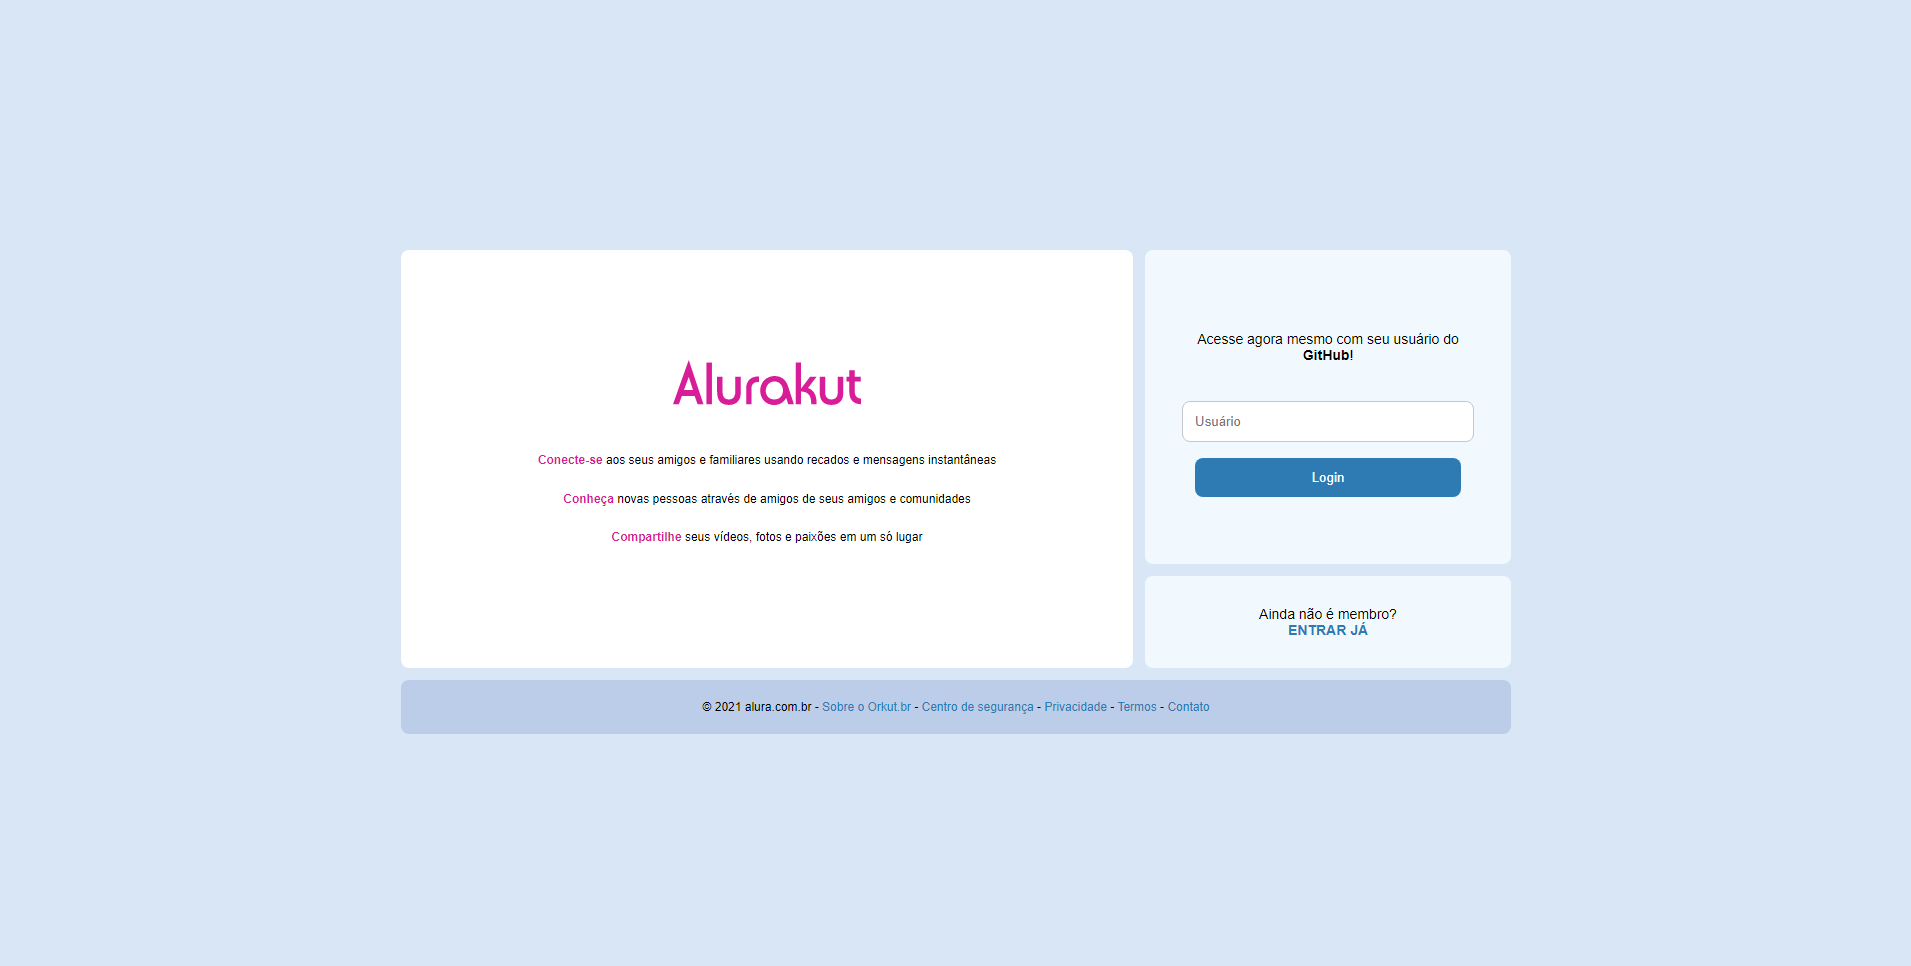 Alurakut
Conecte-se aos seus amigos e familiares usando recados e mensagens instantâneas
Conheça novas pessoas através de amigos de seus amigos e comunidades
Compartilhe seus vídeos, fotos e paixões em um só lugar
Acesse agora mesmo com seu usuário do
GitHub!
Usuário
Login
Ainda não é membro?
ENTRAR JÁ
© 2021 alura.com.br - Sobre o Orkut.br - Centro de segurança - Privacidade - Termos - Contato